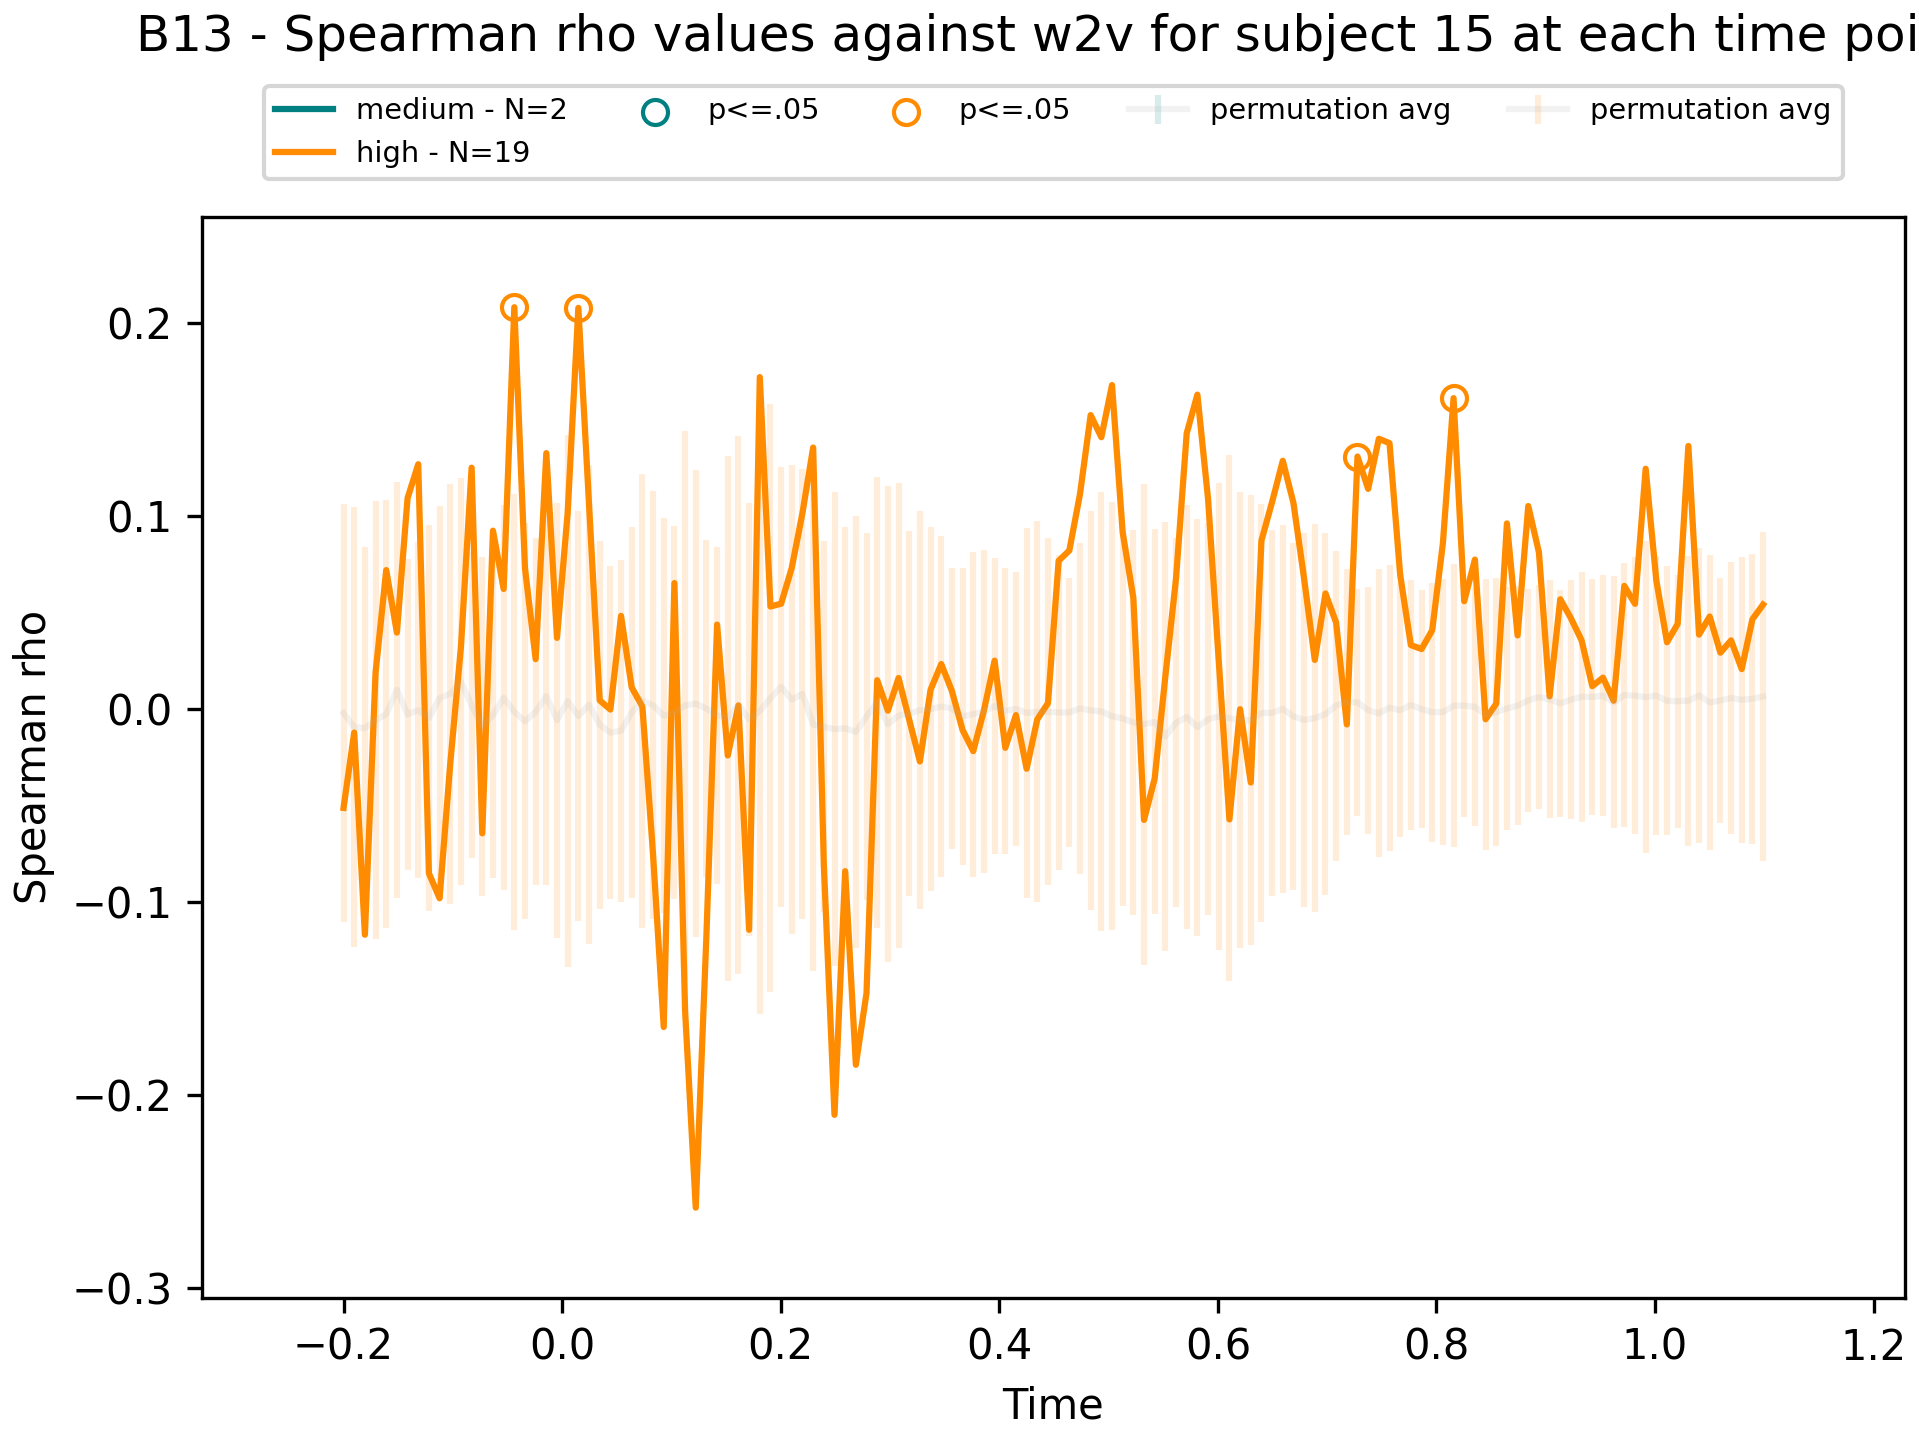 B13 - Spearman rho values against w2v for subject 15 at each time poi
medium - N=2
high - N=19
p<=.05
p<=.05
permutation avg
permutation avg
Spearman rho
0.2
0.1
0.0
−0.1
−0.2
−0.3
−0.2
0.0
0.2
0.4
0.6
0.8
1.0
1.2
Time